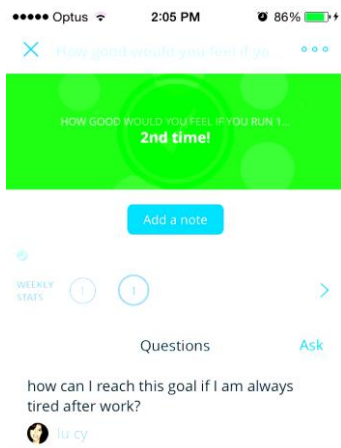 Optus 2:05 PM 86%
How good would you feel if yo...
HOW GOOD WOULD YOU FEEL IF YOU RUN 1...
2nd time!
Add a note
WEEKLY
STATS
1 1
Questions Ask
how can I reach this goal if I am always
tired after work?
lu cy